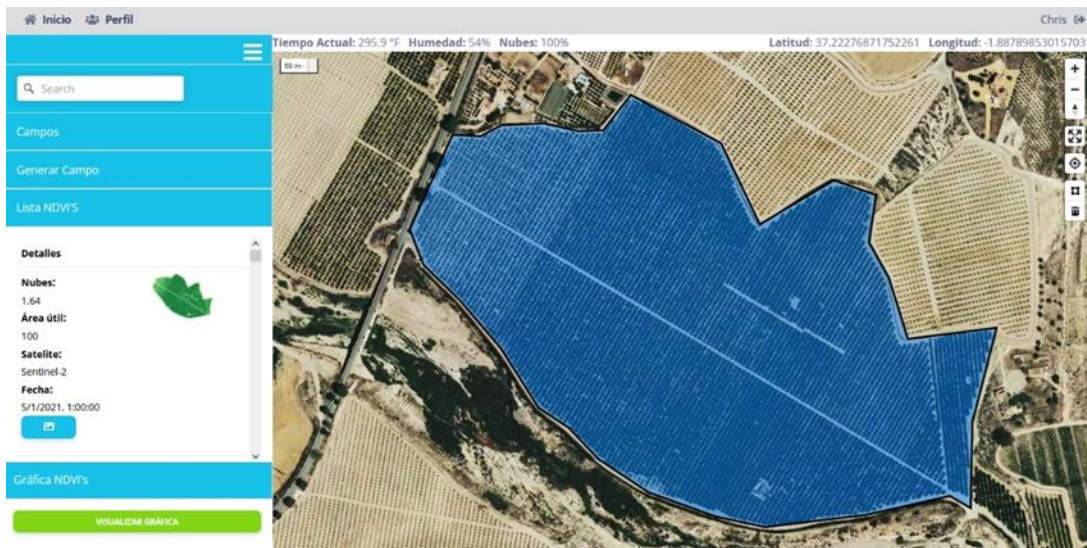 Inicio Perfil Chris
Tiempo Actual: 295.9 °F Humedad: 54% Nubes: 100% Latitud: 37.22276871752261 Longitud: -1.88789853015703
50 m
Search
Campos
Generar Campo
Lista NDVI'S
Detalles
Nubes:
1.64
Área útil:
100
Satelite:
Sentinel-2
Fecha:
5/1/2021, 1:00:00
Gráfica NDVI's
VISUALIZAR GRÁFICA